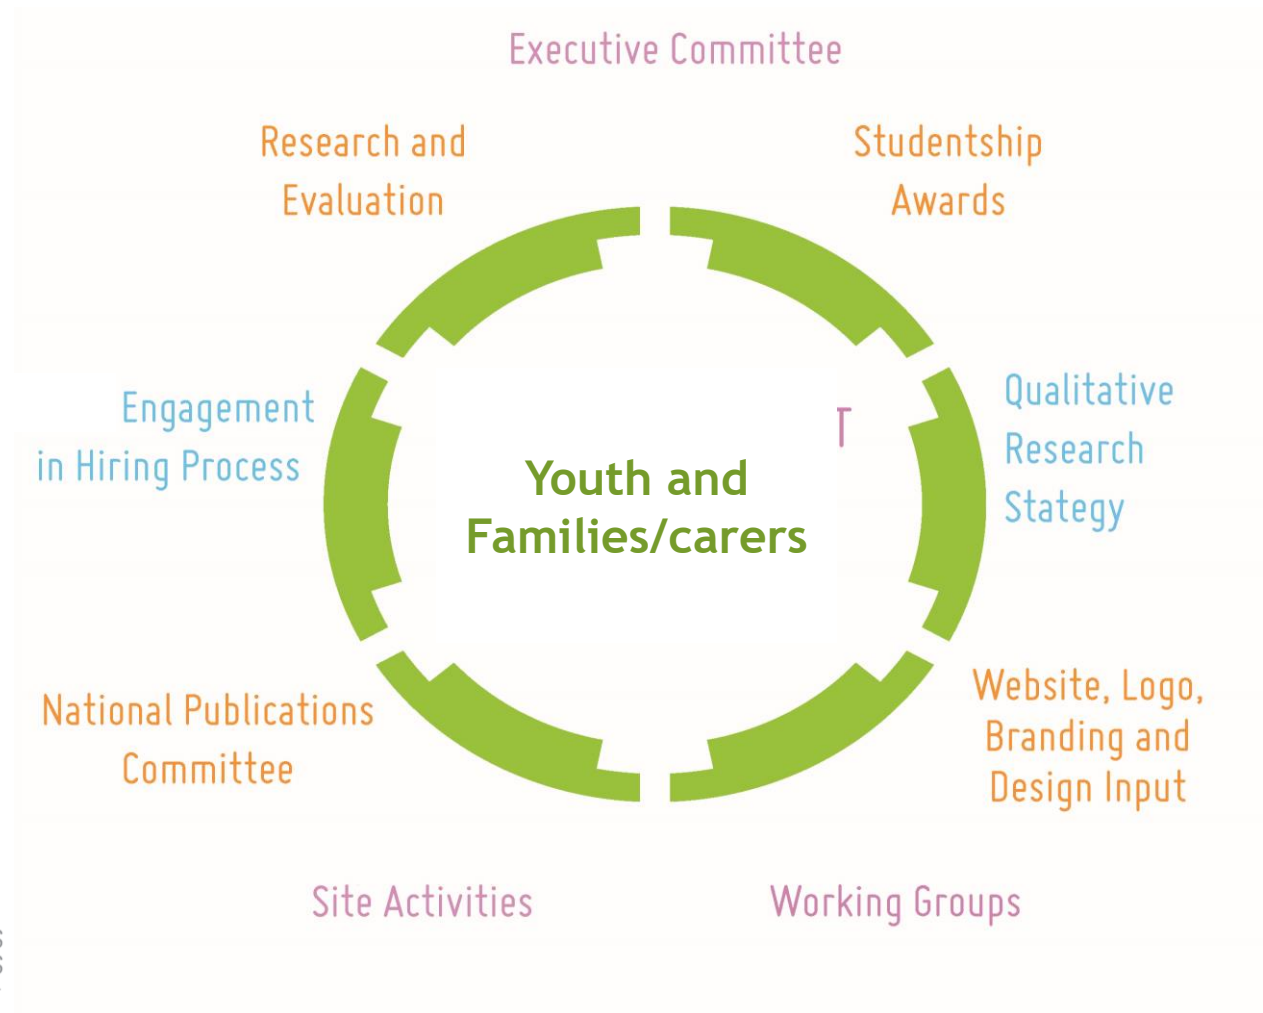 Executive Committee
Research and
Evaluation
Studentship
Awards
Engagement
in Hiring Process
Qualitative
Research
Stategy
T
Youth and
Families/carers
National Publications
Committee
Website, Logo,
Branding and
Design Input
Site Activities
Working Groups